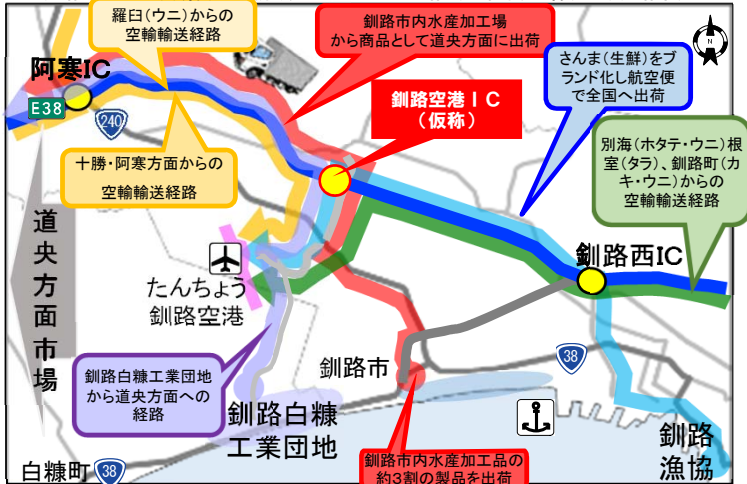 羅臼(ウニ)からの
空輸輸送経路
釧路市内水産加工場
から商品として道央方面に出荷
N
阿寒IC
E38
240
釧路空港IC
(仮称)
さんま(生鮮)をブ
ランド化し航空便
で全国へ出荷
十勝・阿寒方面からの
空輸輸送経路
別海(ホタテ・ウニ)根
室(タラ)、釧路町(カ
キ・ウニ)からの
空輸輸送経路
道央方面市場
たんちょう
釧路空港
釧路西IC
釧路白糠工業団地
から道央方面への
経路
釧路市
38
釧路白糠
工業団地
釧路
漁協
白糠町
38
釧路市内水産加工品の
約3割の製品を出荷